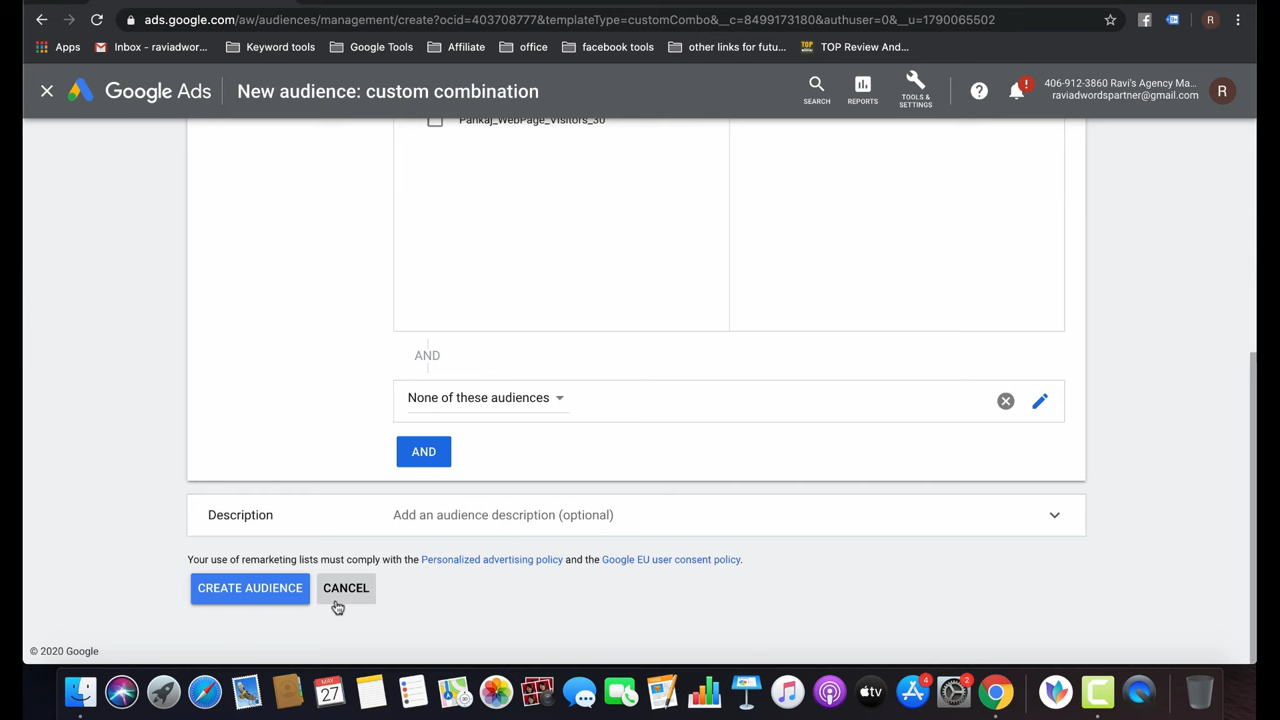 ads.google.com/aw/audiences/management/create?ocid=403708777&templateType=customCombo&__c=8499173180&authuser=0&__u=1790065502
R
Apps
Inbox - raviadwor...
Keyword tools
Google Tools
Affiliate
office
facebook tools
other links for futu...
TOP Review And...
Google Ads
New audience: custom combination
SEARCH
REPORTS
TOOLS &
SETTINGS
406-912-3860 Ravi's Agency Ma...
raviadwordspartner@gmail.com
R
Pankaj_WebPage_Visitors_30
AND
None of these audiences
AND
Description
Add an audience description (optional)
Your use of remarketing lists must comply with the Personalized advertising policy and the Google EU user consent policy.
CREATE AUDIENCE
CANCEL
© 2020 Google
MAY
27
tv
4
2